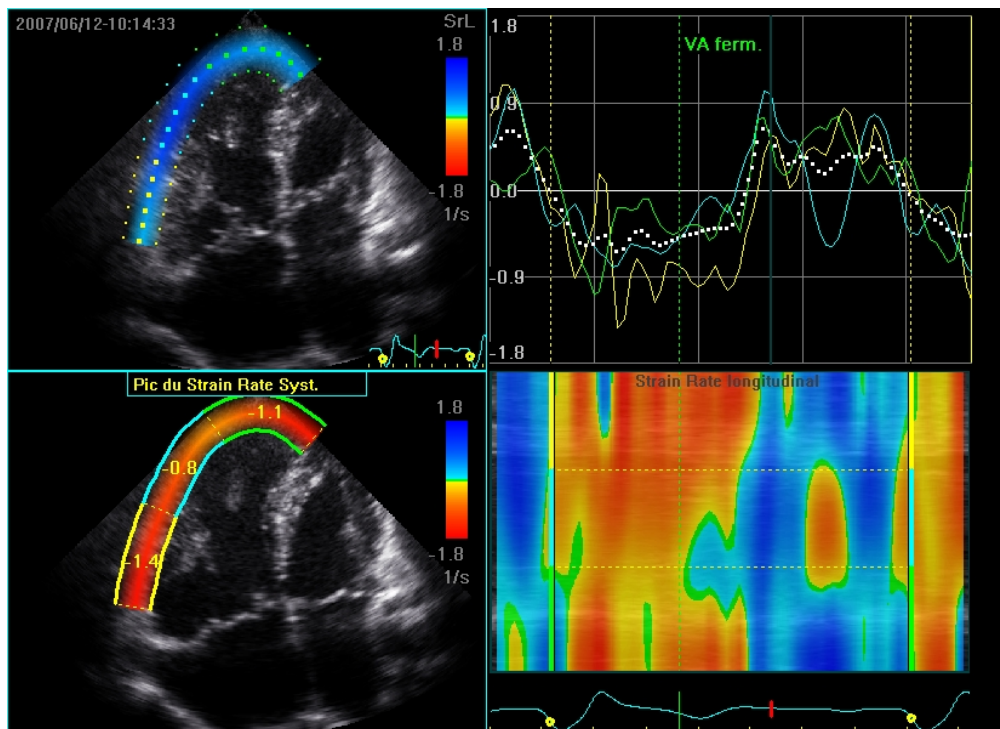 2007/06/12-10:14:33
SrL
1.8
-1.8
1/s
1.8
0.9
0.0
-0.9
-1.8
VA ferm.
Pic du Strain Rate Syst.
-1.1
-0.8
-1.4
1.8
-1.8
1/s
Strain Rate longitudinal